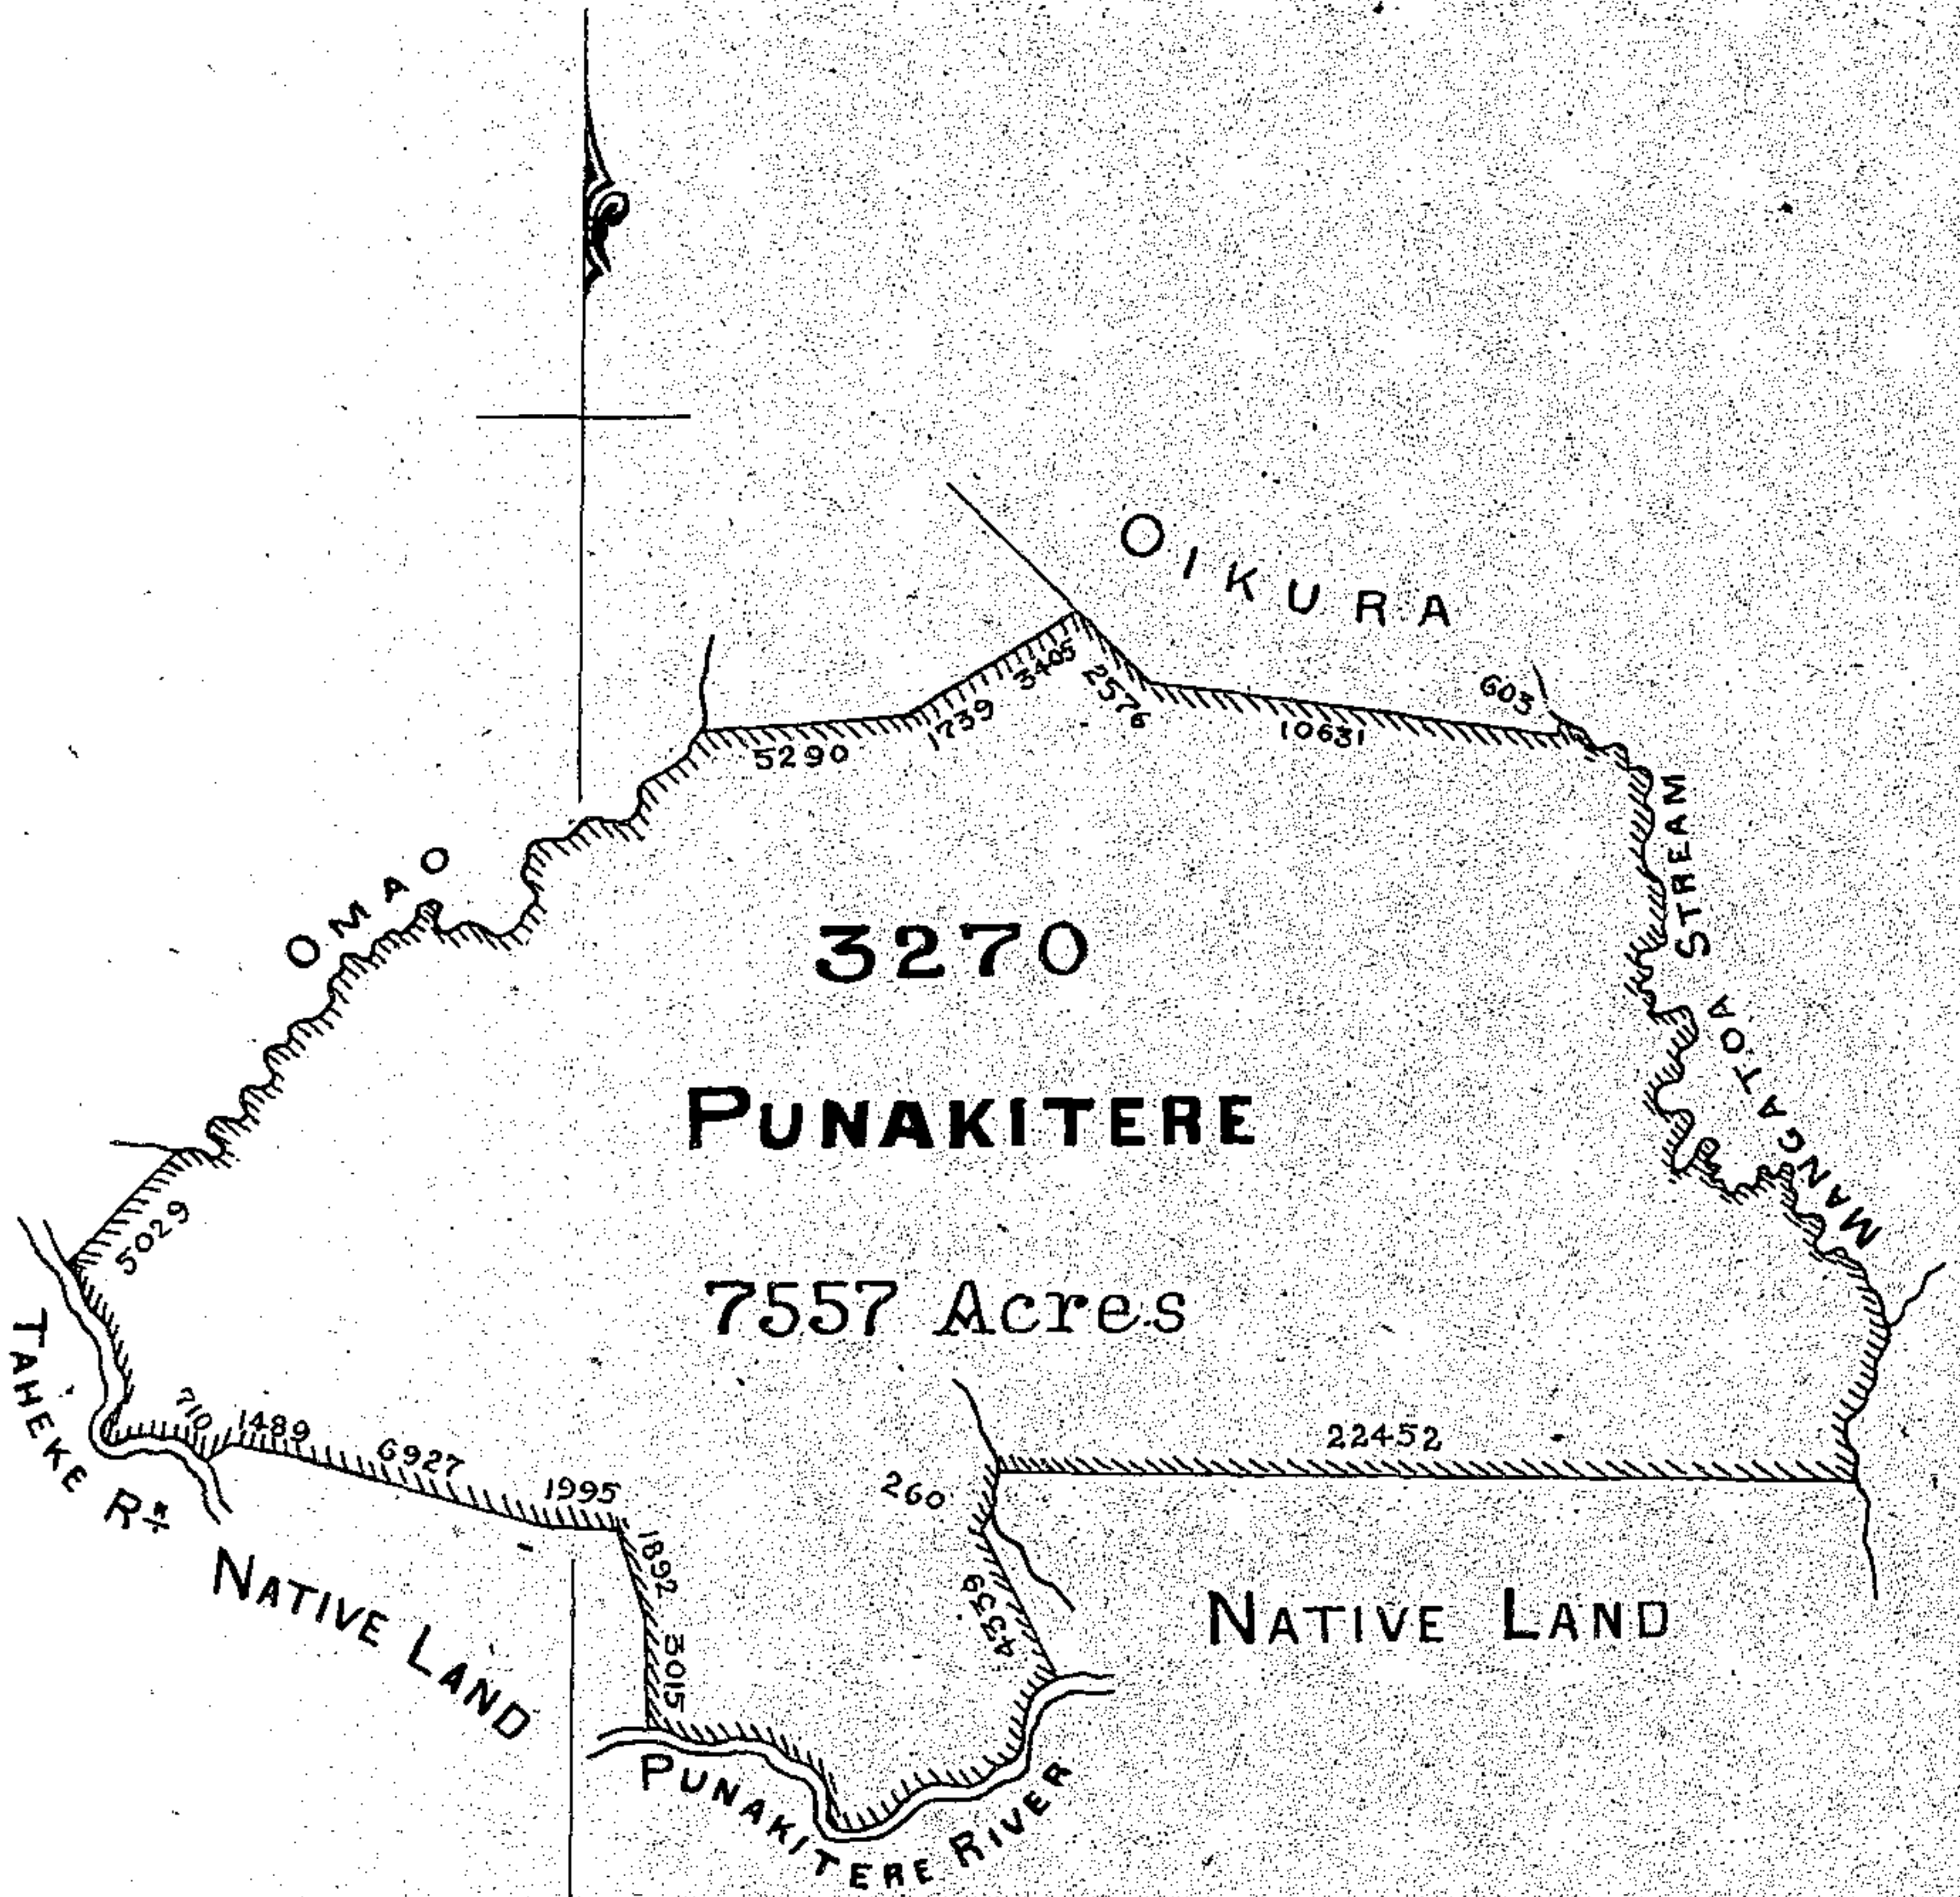 OIKURA
603
3405
2576
1739
10631
5290
STREAM
OMAO
3270
MANGATOA
PUNAKITERE
5029
7557 Acres
TAHEKE R.
710
1489
6927
22452
1995
260
1892
4339
NATIVE LAND
NATIVE LAND
3015
PUNAKITERE RIVER